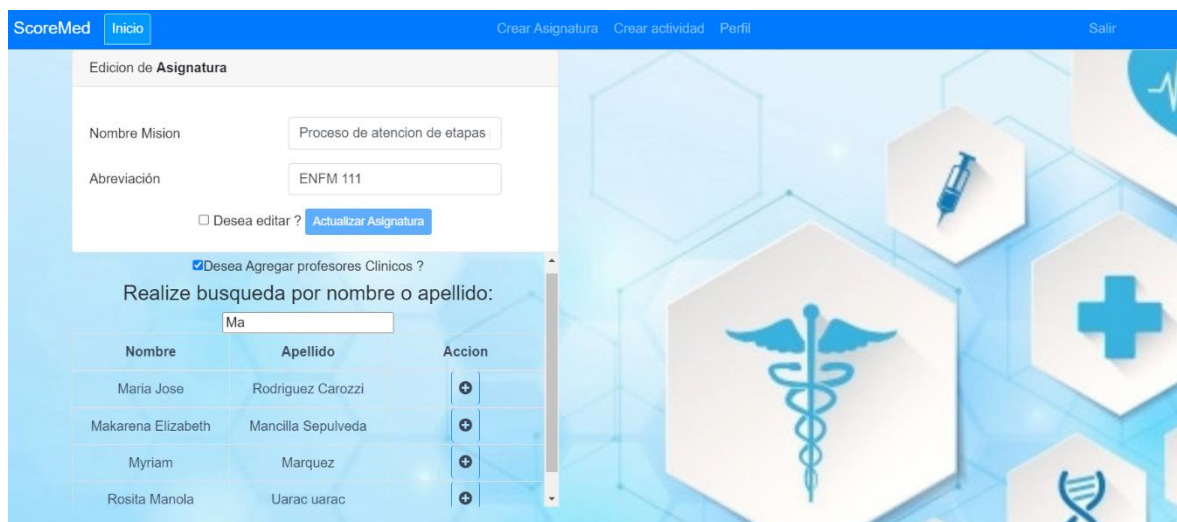 ScoreMed Inicio Crear Asignatura Crear actividad Perfil Salir
Edicion de Asignatura
Nombre Mision Proceso de atencion de etapas
Abreviación ENFM 111
Desea editar ? Actualizar Asignatura
Desea Agregar profesores Clinicos ?
Realize busqueda por nombre o apellido:
Ma
Nombre Apellido Accion
Maria Jose Rodriguez Carozzi
Makarena Elizabeth Mancilla Sepulveda
Myriam Marquez
Rosita Manola Uarac uarac